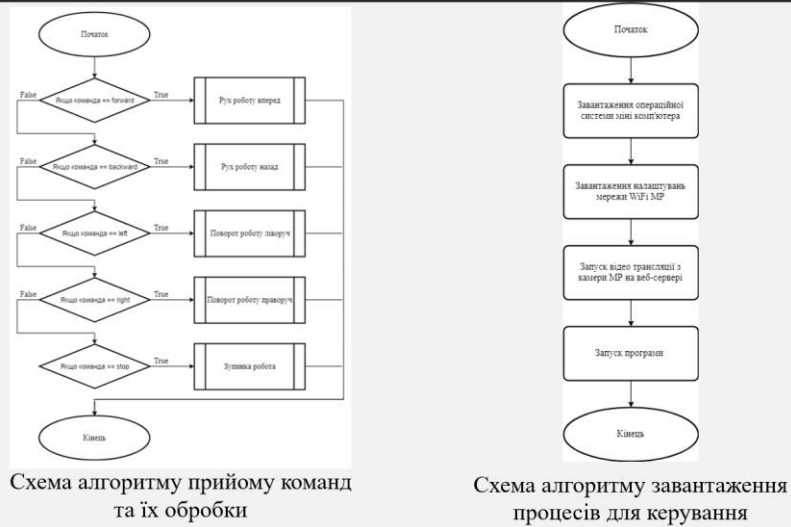 Початок
False
Якщо команда == forward
True
Рух роботу вперед
False
Якщо команда == backward
True
Рух роботу назад
False
Якщо команда == left
True
Поворот роботу ліворуч
False
Якщо команда == right
True
Поворот роботу праворуч
Якщо команда == stop
True
Зупинка робота
Кінець
Схема алгоритму прийому команд
та їх обробки
Початок
Завантаження операційної
системи міні комп'ютера
Завантаження налаштувань
мережи WiFi МР
Запуск відео трансляції з
камери МР на веб-сервері
Запуск програми
Кінець
Схема алгоритму завантаження
процесів для керування